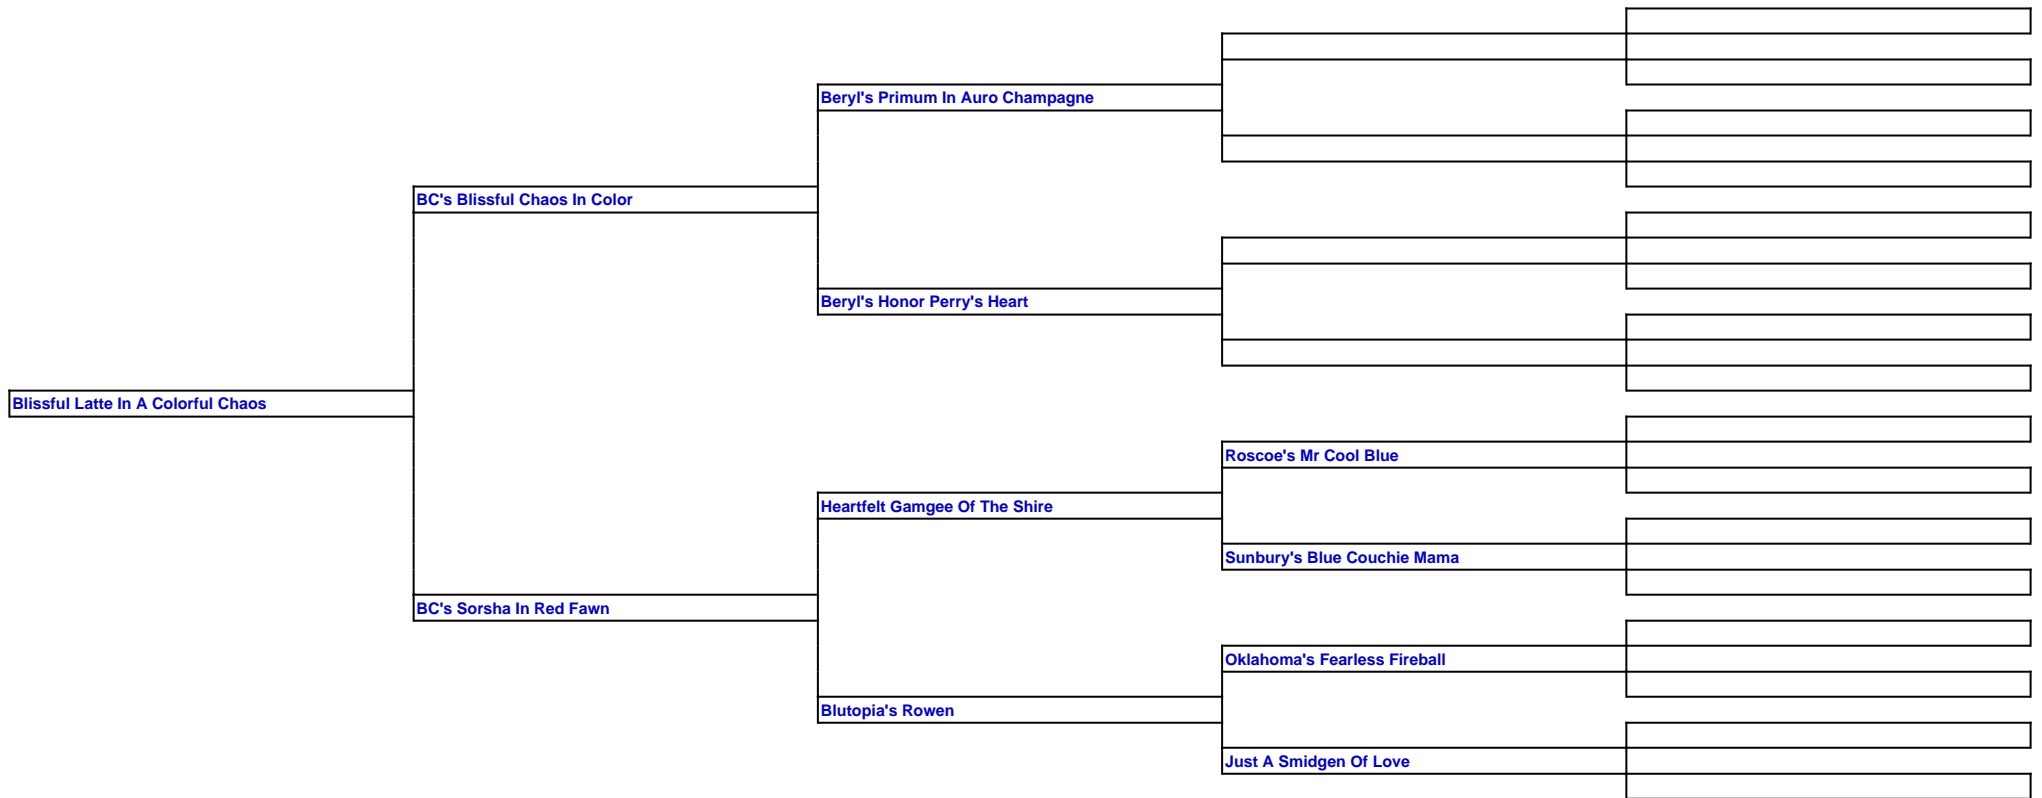 Beryl's Primum In Auro Champagne
BC's Blissful Chaos In Color
Beryl's Honor Perry's Heart
Blissful Latte In A Colorful Chaos
Roscoe's Mr Cool Blue
Heartfelt Gamgee Of The Shire
Sunbury's Blue Couchie Mama
BC's Sorsha In Red Fawn
Oklahoma's Fearless Fireball
Blutopia's Rowen
Just A Smidgen Of Love